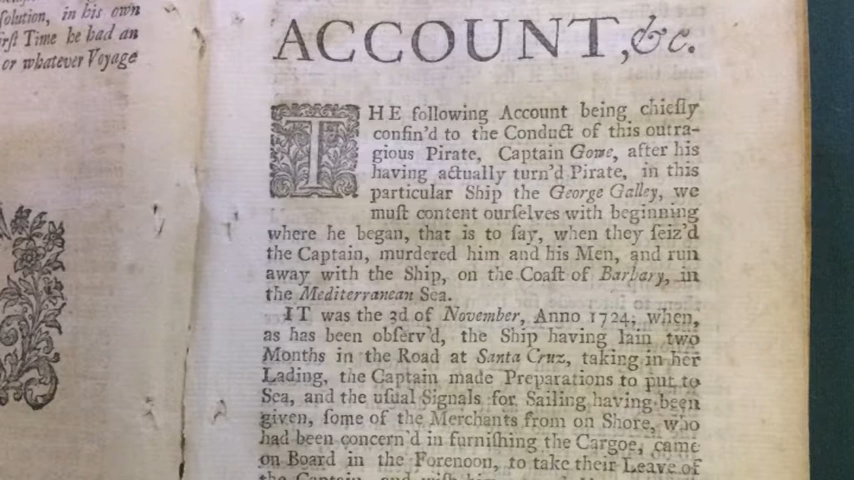 ſolution, in his own
rſt Time he had an
or whatever Voyage
ACCOUNT, &c.
THE following Account being chiefly
confin'd to the Conduct of this outra-
gious Pirate, Captain Gowe, after his
having actually turn'd Pirate, in this
particular Ship the George Galley, we
muſt content ourſelves with beginning
where he began, that is to ſay, when they ſeiz'd
the Captain, murdered him and his Men, and run
away with the Ship, on the Coaſt of Barbary, in
the Mediterranean Sea.
IT was the 3d of November, Anno 1724, when,
as has been obſerv'd, the Ship having lain two
Months in the Road at Santa Cruz, taking in her
Lading, the Captain made Preparations to put to
Sea, and the uſual Signals for Sailing having been
given, ſome of the Merchants from on Shore, who
had been concern'd in furniſhing the Cargoe, came
on Board in the Forenoon, to take their Leave of
the Captain, and wiſh him